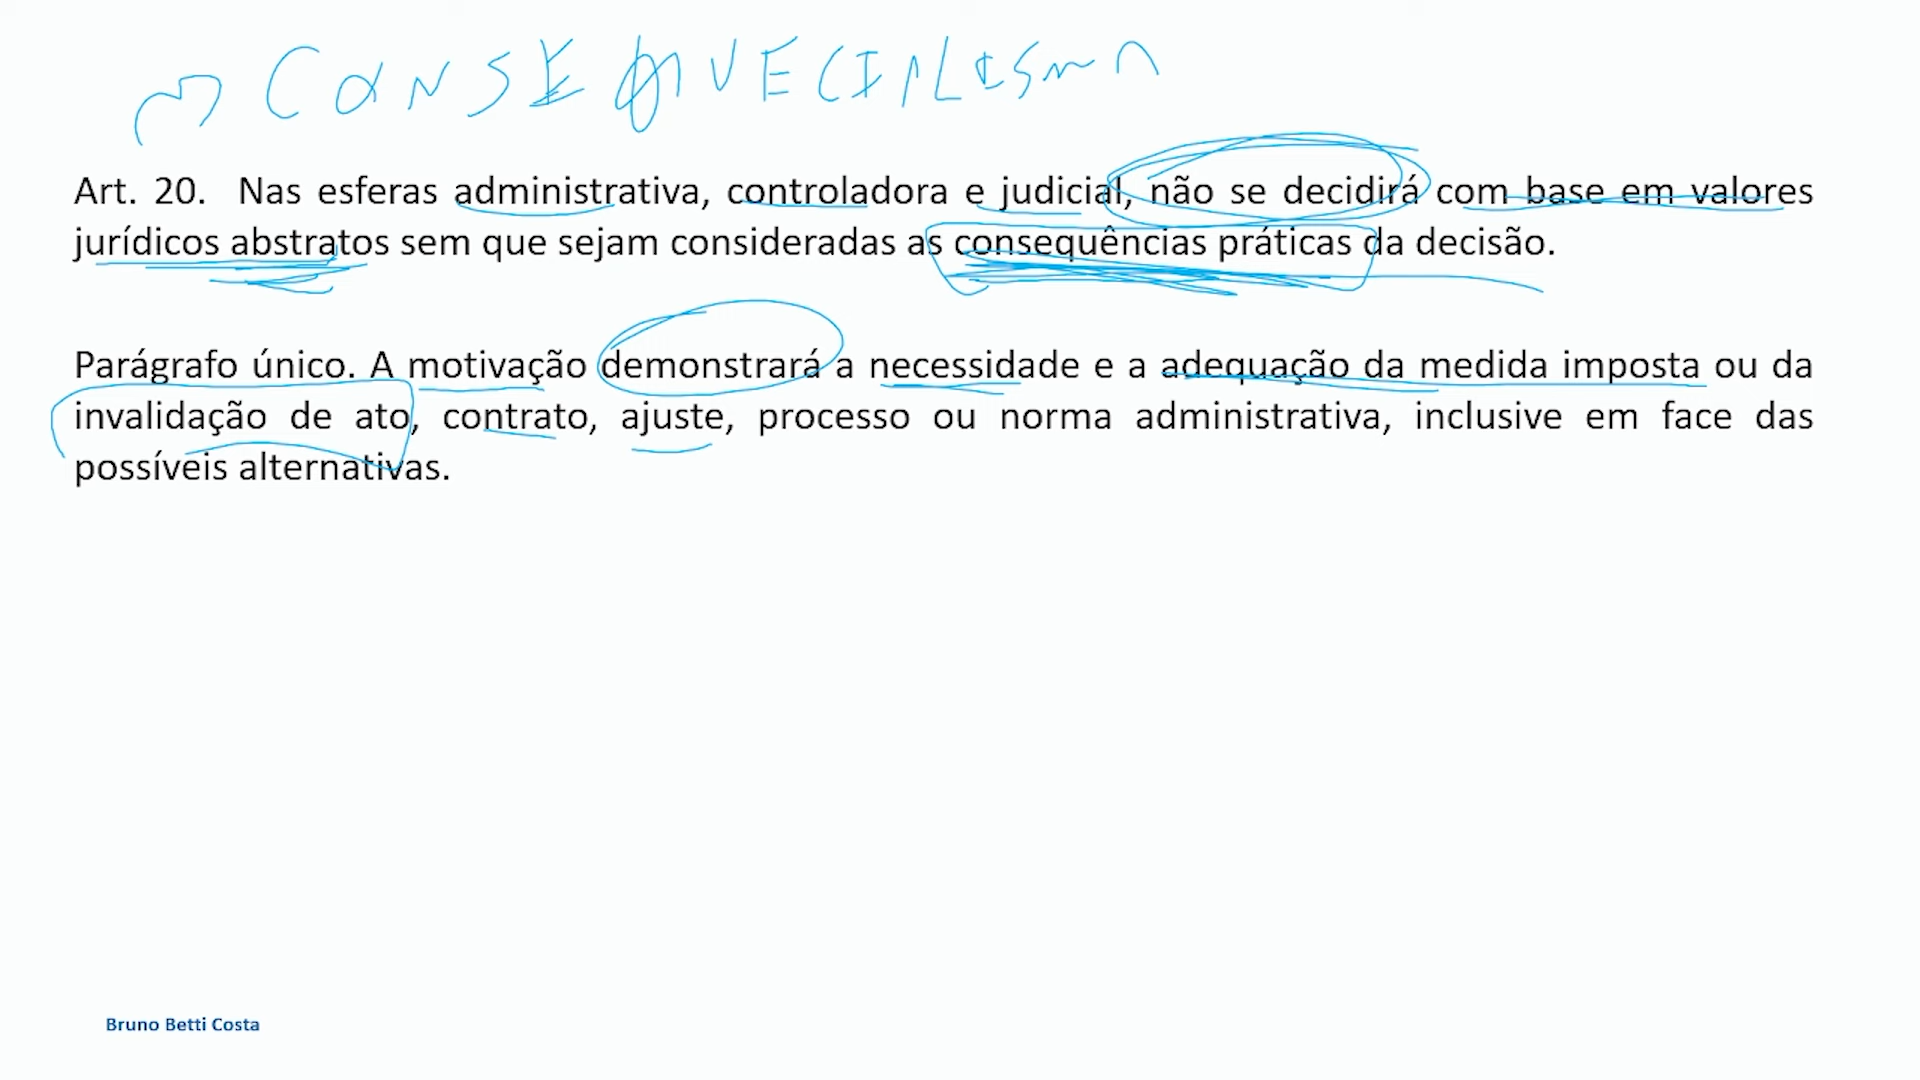 CONSEQUECIALISMO
Art. 20. Nas esferas administrativa, controladora e judicial, não se decidirá com base em valores
jurídicos abstratos sem que sejam consideradas as consequências práticas da decisão.
Parágrafo único. A motivação demonstrará a necessidade e a adequação da medida imposta ou da
invalidação de ato, contrato, ajuste, processo ou norma administrativa, inclusive em face das
possíveis alternativas.
Bruno Betti Costa